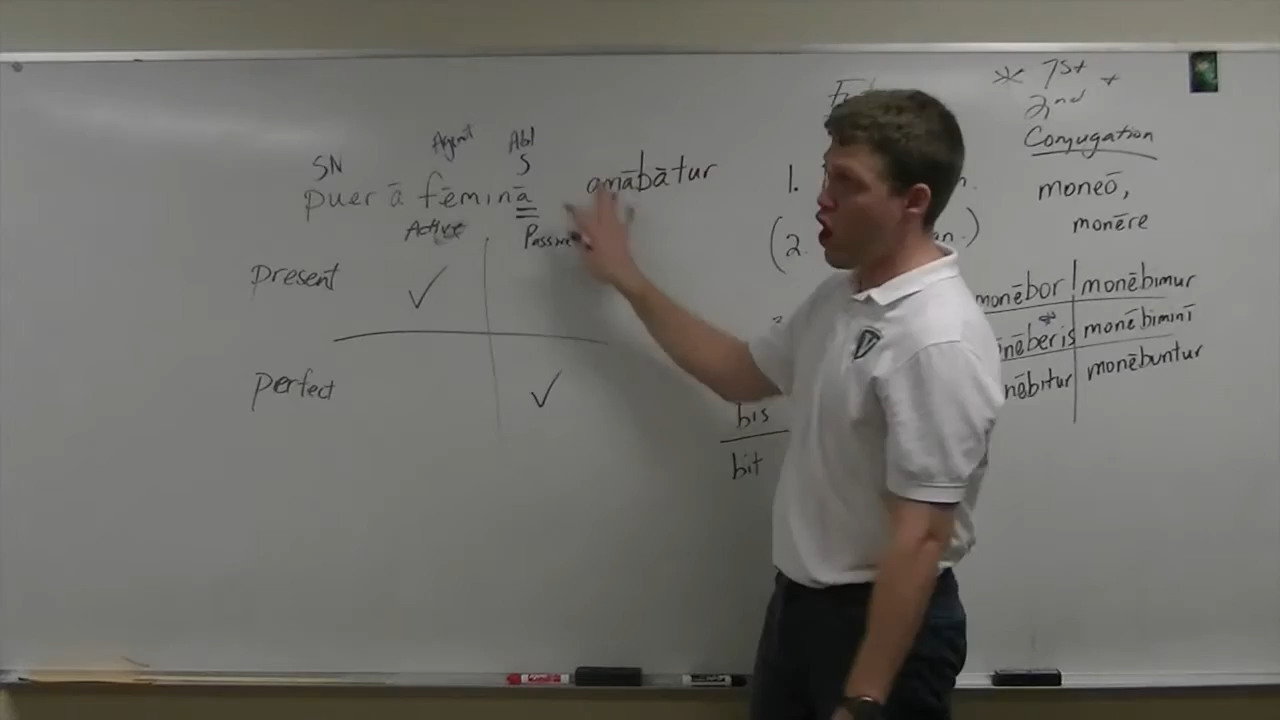 SN Agent Abl
S
puer ā fēminā amābātur
Active Passive
present ✓
perfect ✓
1.
(2. )
bis
bit
* 1st +
2nd
Conjugation
moneō,
monēre
monēbor monēbimur
monēbiminī
monēbuntur